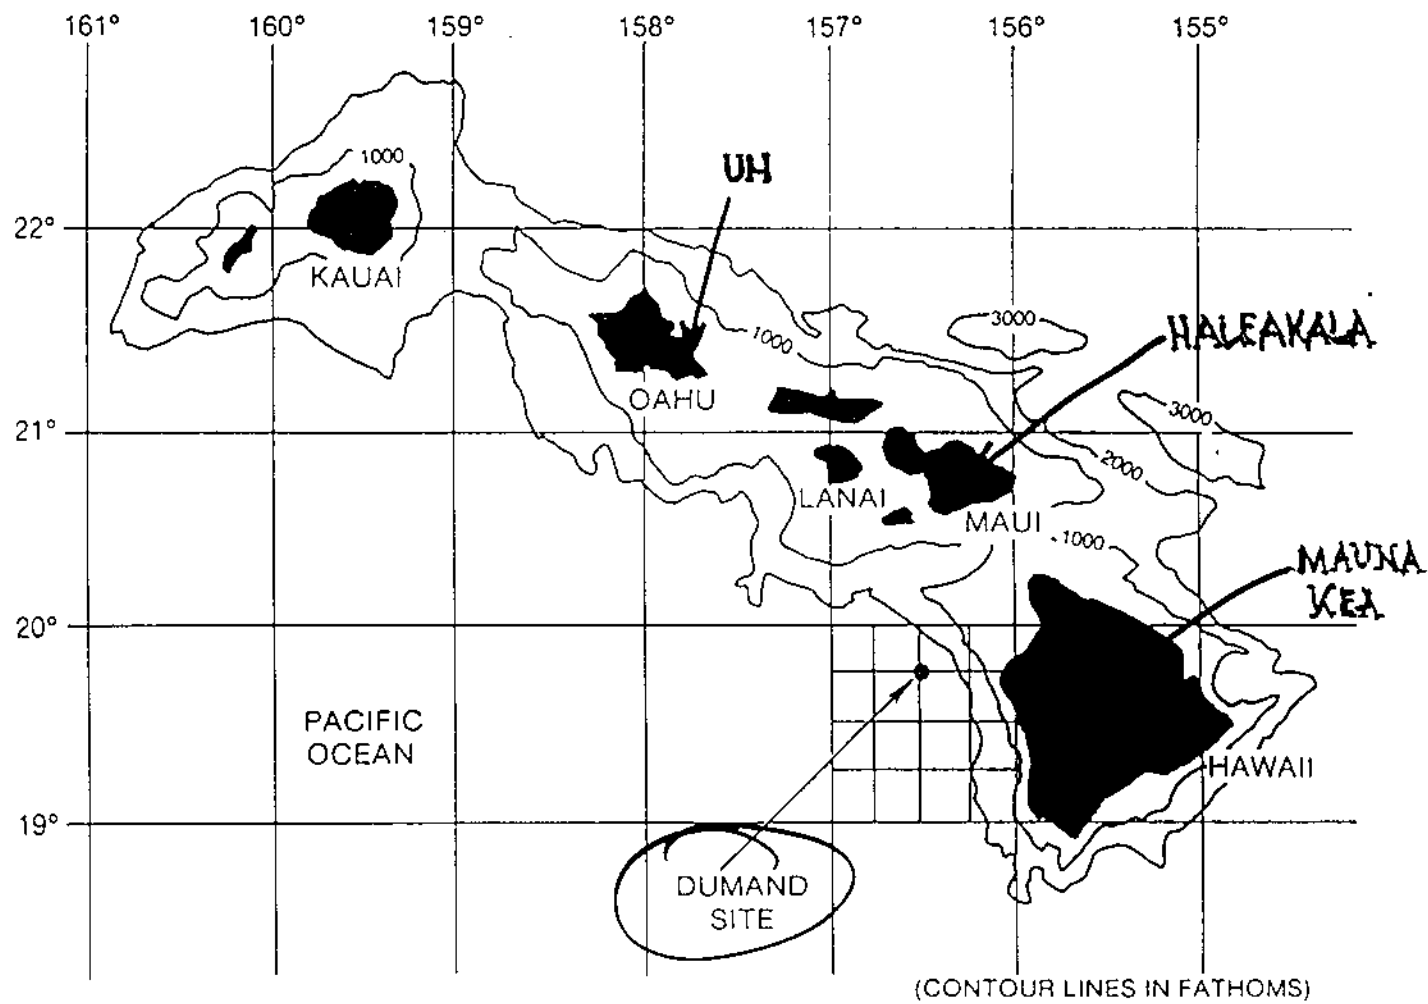 161° 160° 159° 158° 157° 156° 155°
1000
UH
22°
KAUAI
3000
HALEAKALA
1000
OAHU
3000
21°
2000
LANAI
MAUI
1000
MAUNA
KEA
20°
PACIFIC
OCEAN
HAWAII
19°
DUMAND
SITE
(CONTOUR LINES IN FATHOMS)